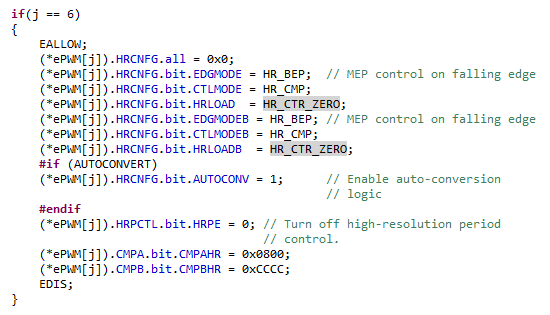 if(j == 6)
{
    EALLOW;
    (*ePWM[j]).HRCNFG.all = 0x0;
    (*ePWM[j]).HRCNFG.bit.EDGMODE = HR_BEP;  // MEP control on falling edge
    (*ePWM[j]).HRCNFG.bit.CTLMODE = HR_CMP;
    (*ePWM[j]).HRCNFG.bit.HRLOAD  = HR_CTR_ZERO;
    (*ePWM[j]).HRCNFG.bit.EDGMODEB = HR_BEP; // MEP control on falling edge
    (*ePWM[j]).HRCNFG.bit.CTLMODEB = HR_CMP;
    (*ePWM[j]).HRCNFG.bit.HRLOADB  = HR_CTR_ZERO;
    #if (AUTOCONVERT)
    (*ePWM[j]).HRCNFG.bit.AUTOCONV = 1;      // Enable auto-conversion
                                             // logic
    #endif
    (*ePWM[j]).HRPCTL.bit.HRPE = 0; // Turn off high-resolution period
                                    // control.
    (*ePWM[j]).CMPA.bit.CMPAHR = 0x0800;
    (*ePWM[j]).CMPB.bit.CMPBHR = 0xCCCC;
    EDIS;
}